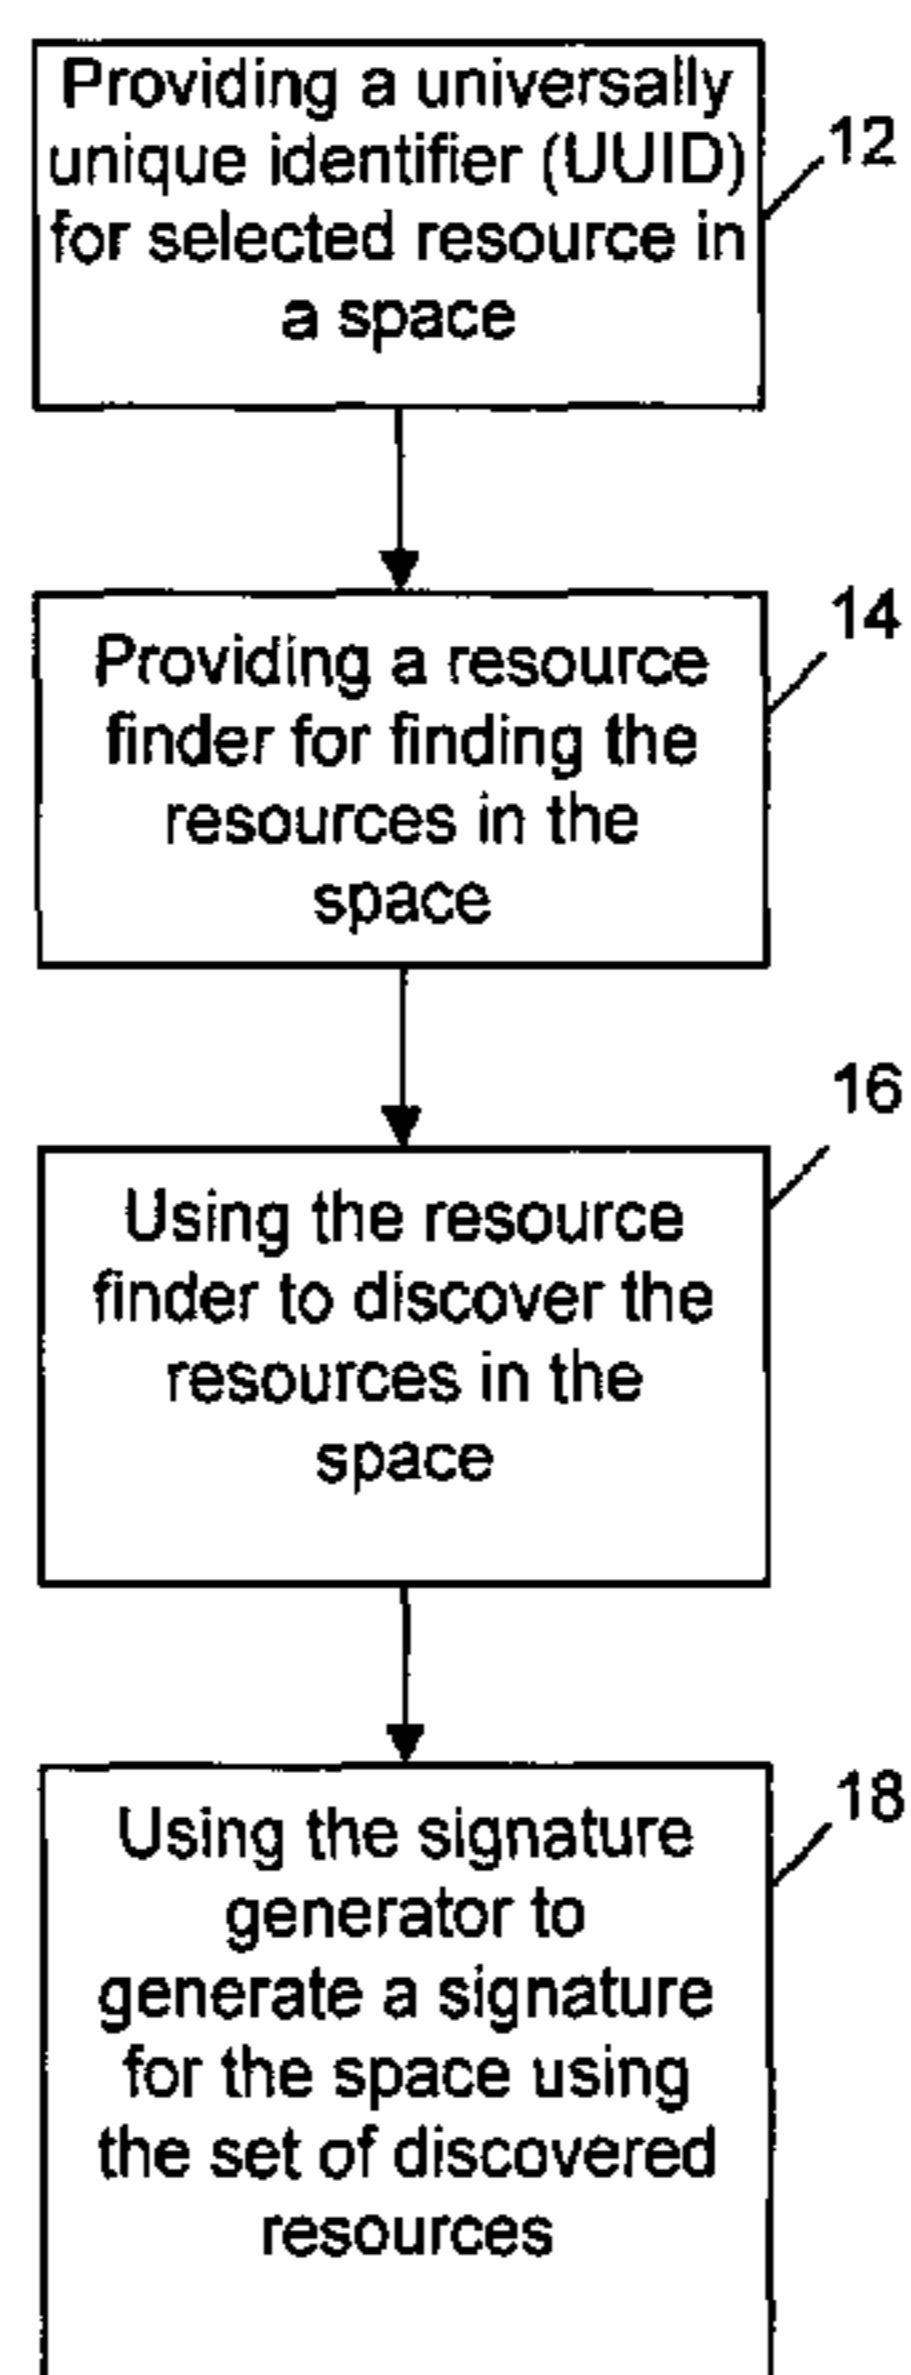 Providing a universally
unique identifier (UUID)
for selected resource in
a space
12
Providing a resource
finder for finding the
resources in the
space
14
Using the resource
finder to discover the
resources in the
space
16
Using the signature
generator to
generate a signature
for the space using
the set of discovered
resources
18